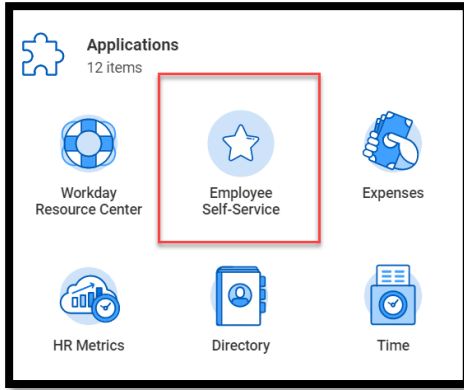 Applications
12 items
Workday
Resource Center
Employee
Self-Service
Expenses
HR Metrics
Directory
Time